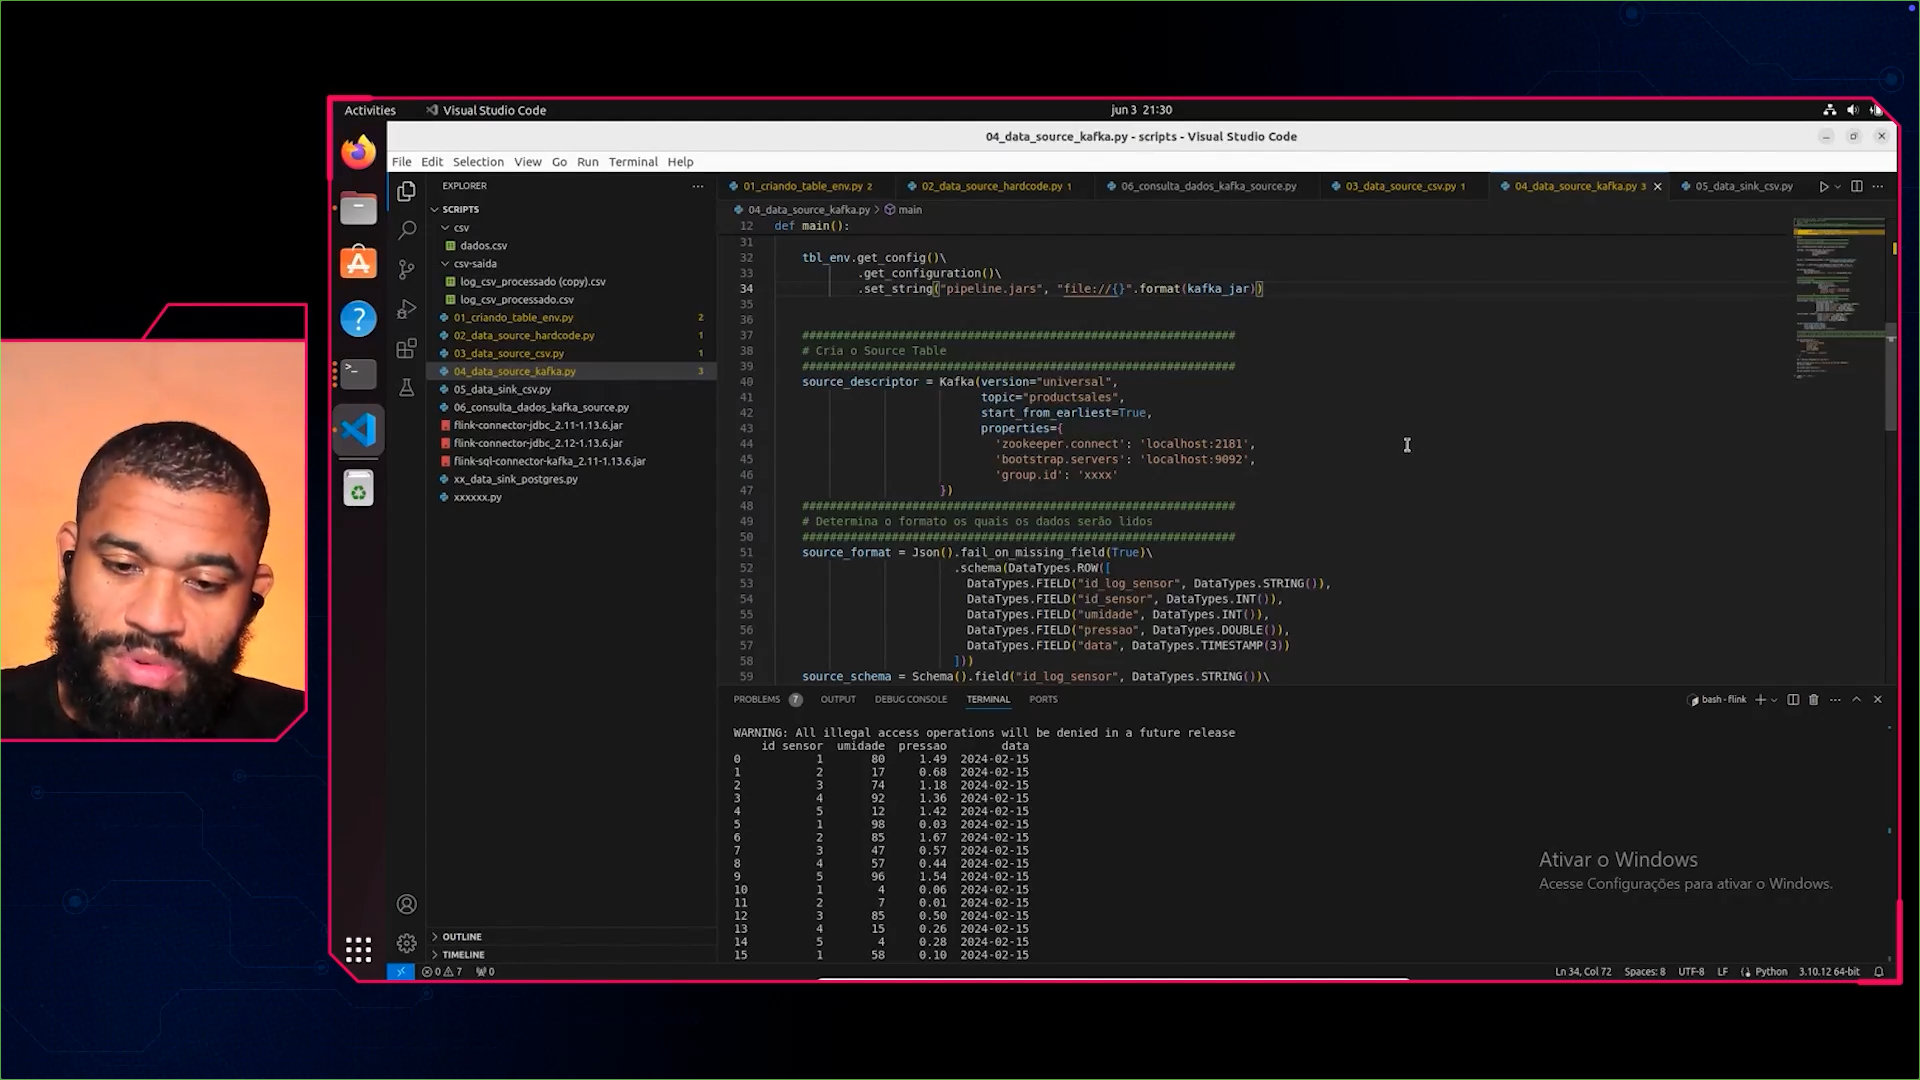 Activities
Visual Studio Code
jun 3 21:30
04_data_source_kafka.py - scripts - Visual Studio Code
File Edit Selection View Go Run Terminal Help
EXPLORER
SCRIPTS
csv
dados.csv
csv-saida
log_csv_processado (copy).csv
log_csv_processado.csv
01_criando_table_env.py 2
02_data_source_hardcode.py 1
03_data_source_csv.py 1
04_data_source_kafka.py 3
05_data_sink_csv.py
06_consulta_dados_kafka_source.py
flink-connector-jdbc_2.11-1.13.6.jar
flink-connector-jdbc_2.12-1.13.6.jar
flink-sql-connector-kafka_2.11-1.13.6.jar
xx_data_sink_postgres.py
xxxxxx.py
OUTLINE
TIMELINE
01_criando_table_env.py 2
02_data_source_hardcode.py 1
06_consulta_dados_kafka_source.py
03_data_source_csv.py 1
04_data_source_kafka.py 3
05_data_sink_csv.py
04_data_source_kafka.py > main
12 def main():
31
32 tbl_env.get_config()\
33 .get_configuration()\
34 .set_string("pipeline.jars", "file://{}".format(kafka_jar))
35
36
37 ###############################################################
38 # Cria o Source Table
39 ###############################################################
40 source_descriptor = Kafka(version="universal",
41 topic="productsales",
42 start_from_earliest=True,
43 properties={
44 'zookeeper.connect': 'localhost:2181',
45 'bootstrap.servers': 'localhost:9092',
46 'group.id': 'xxxx'
47 })
48 ###############################################################
49 # Determina o formato os quais os dados serão lidos
50 ###############################################################
51 source_format = Json().fail_on_missing_field(True)\
52 .schema(DataTypes.ROW([
53 DataTypes.FIELD("id_log_sensor", DataTypes.STRING()),
54 DataTypes.FIELD("id_sensor", DataTypes.INT()),
55 DataTypes.FIELD("umidade", DataTypes.INT()),
56 DataTypes.FIELD("pressao", DataTypes.DOUBLE()),
57 DataTypes.FIELD("data", DataTypes.TIMESTAMP(3))
58 ]))
59 source_schema = Schema().field("id_log_sensor", DataTypes.STRING())\
PROBLEMS 7 OUTPUT DEBUG CONSOLE TERMINAL PORTS
bash - flink
WARNING: All illegal access operations will be denied in a future release
id sensor umidade pressao data
0 1 80 1.49 2024-02-15
1 2 17 0.68 2024-02-15
2 3 74 1.18 2024-02-15
3 4 92 1.36 2024-02-15
4 5 12 1.42 2024-02-15
5 1 98 0.03 2024-02-15
6 2 85 1.67 2024-02-15
7 3 47 0.57 2024-02-15
8 4 57 0.44 2024-02-15
9 5 96 1.54 2024-02-15
10 1 4 0.06 2024-02-15
11 2 7 0.01 2024-02-15
12 3 85 0.50 2024-02-15
13 4 15 0.26 2024-02-15
14 5 4 0.28 2024-02-15
15 1 58 0.10 2024-02-15
Ativar o Windows
Acesse Configurações para ativar o Windows.
0 7 0
Ln 34, Col 72 Spaces: 8 UTF-8 LF Python 3.10.12 64-bit